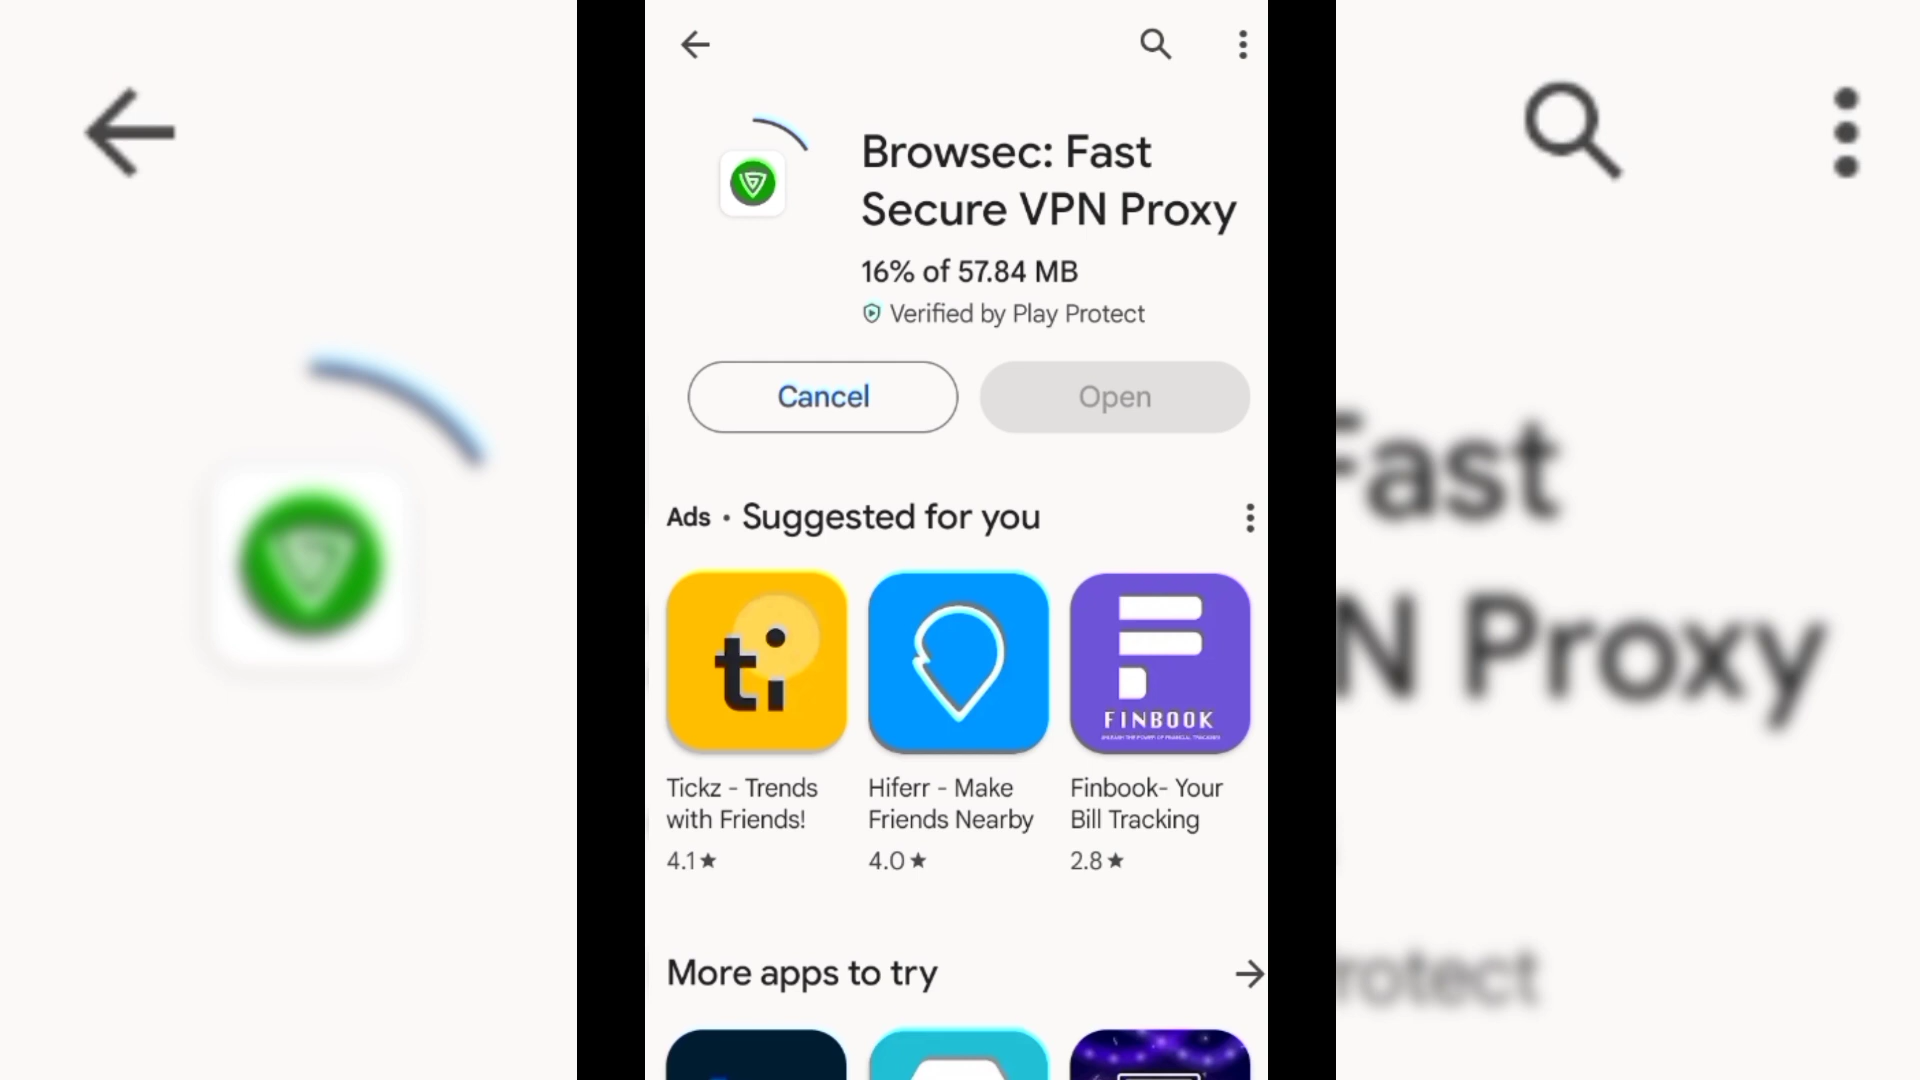 Browsec: Fast
Secure VPN Proxy
16% of 57.84 MB
Verified by Play Protect
Cancel
Open
Ads • Suggested for you
ti
FINBOOK
Tickz - Trends
with Friends!
4.1★
Hiferr - Make
Friends Nearby
4.0★
Finbook- Your
Bill Tracking
2.8★
More apps to try
Fast
N Proxy
rotect